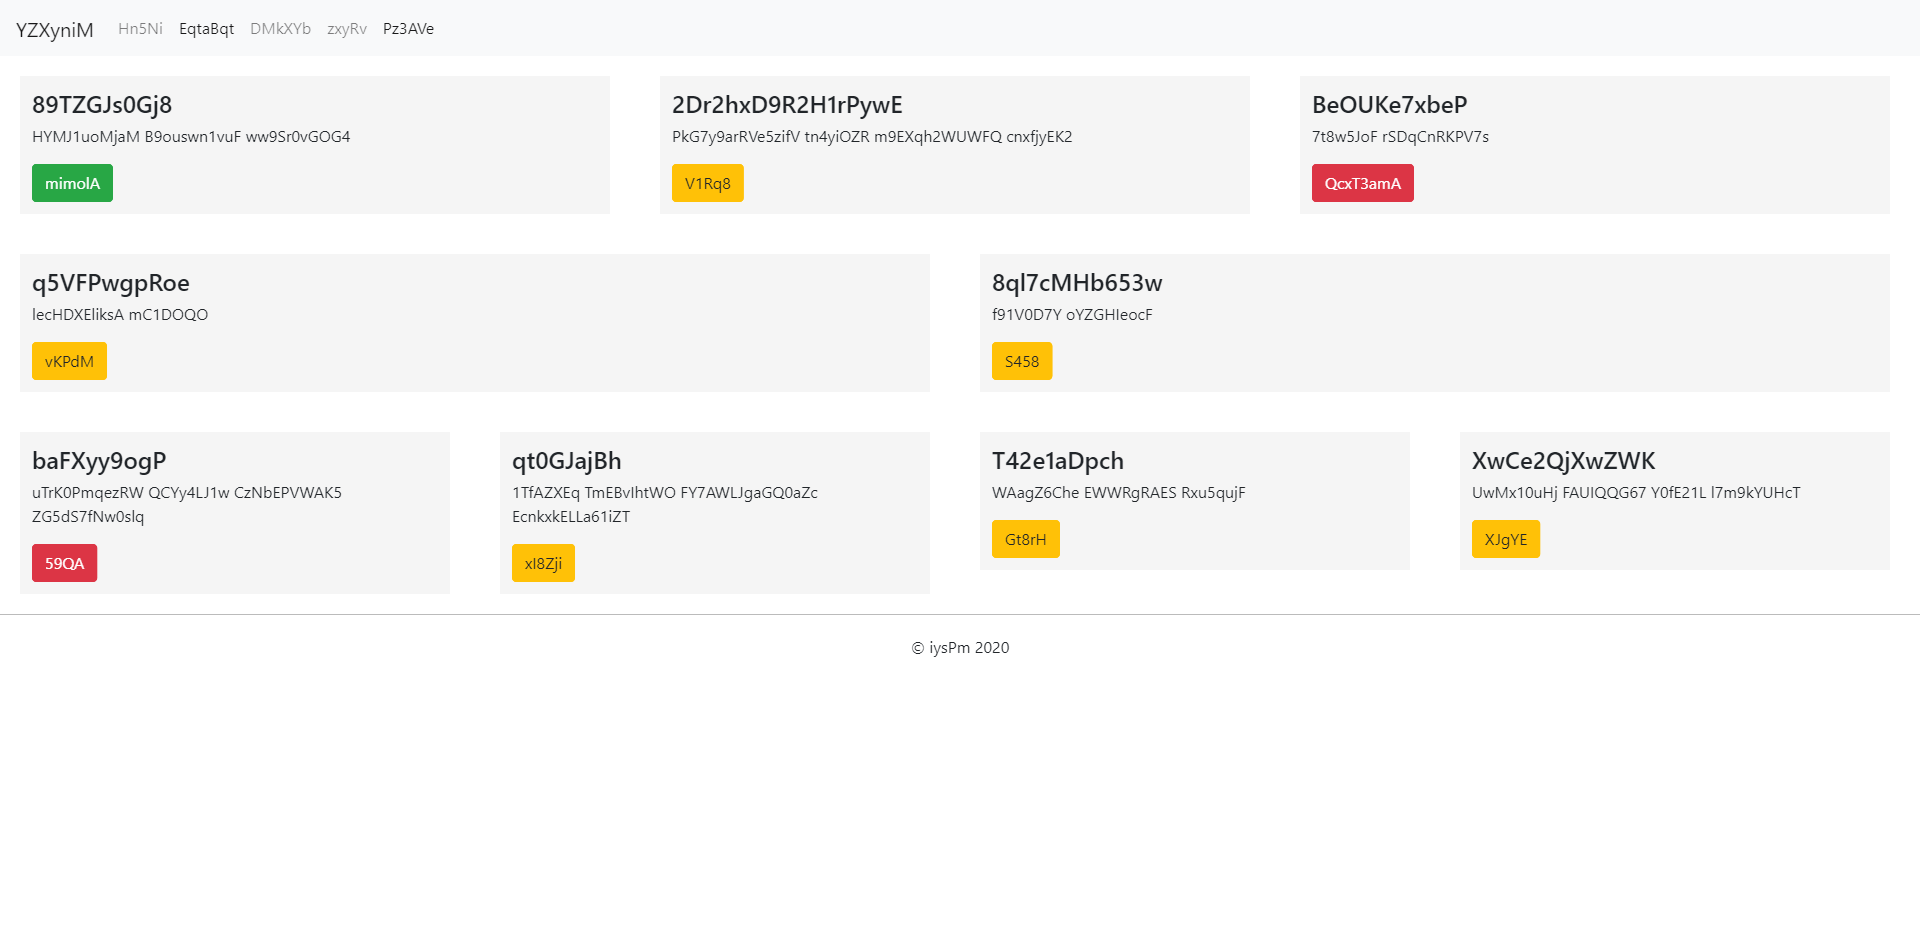 YZXyniM Hn5Ni EqtaBqt DMkXYb zxyRv Pz3AVe
89TZGJs0Gj8
HYMJ1uoMjaM B9ouswn1vuF ww9Sr0vGOG4
mimolA
2Dr2hxD9R2H1rPywE
PkG7y9arRVe5zifV tn4yiOZR m9EXqh2WUWFQ cnxfjyEK2
V1Rq8
BeOUKe7xbeP
7t8w5JoF rSDqCnRKPV7s
QcxT3amA
q5VFPwgpRoe
lecHDXEliksA mC1DOQO
vKPdM
8ql7cMHb653w
f91V0D7Y oYZGHIeocF
S458
baFXyy9ogP
uTrK0PmqezRW QCYy4LJ1w CzNbEPVWAK5
ZG5dS7fNw0slq
59QA
qt0GJajBh
1TfAZXEq TmEBvIhtWO FY7AWLJgaGQ0aZc
EcnkxkELLa61iZT
xI8Zji
T42e1aDpch
WAagZ6Che EWWRgRAES Rxu5qujF
Gt8rH
XwCe2QjXwZWK
UwMx10uHj FAUIQQG67 Y0fE21L l7m9kYUHcT
XJgYE
© iysPm 2020